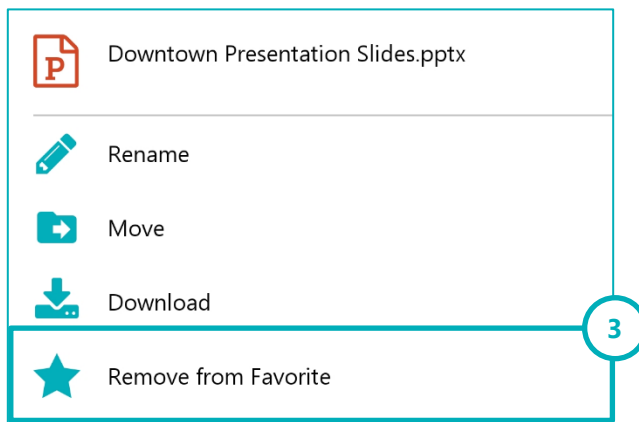 P
Downtown Presentation Slides.pptx
Rename
Move
Download
3
Remove from Favorite